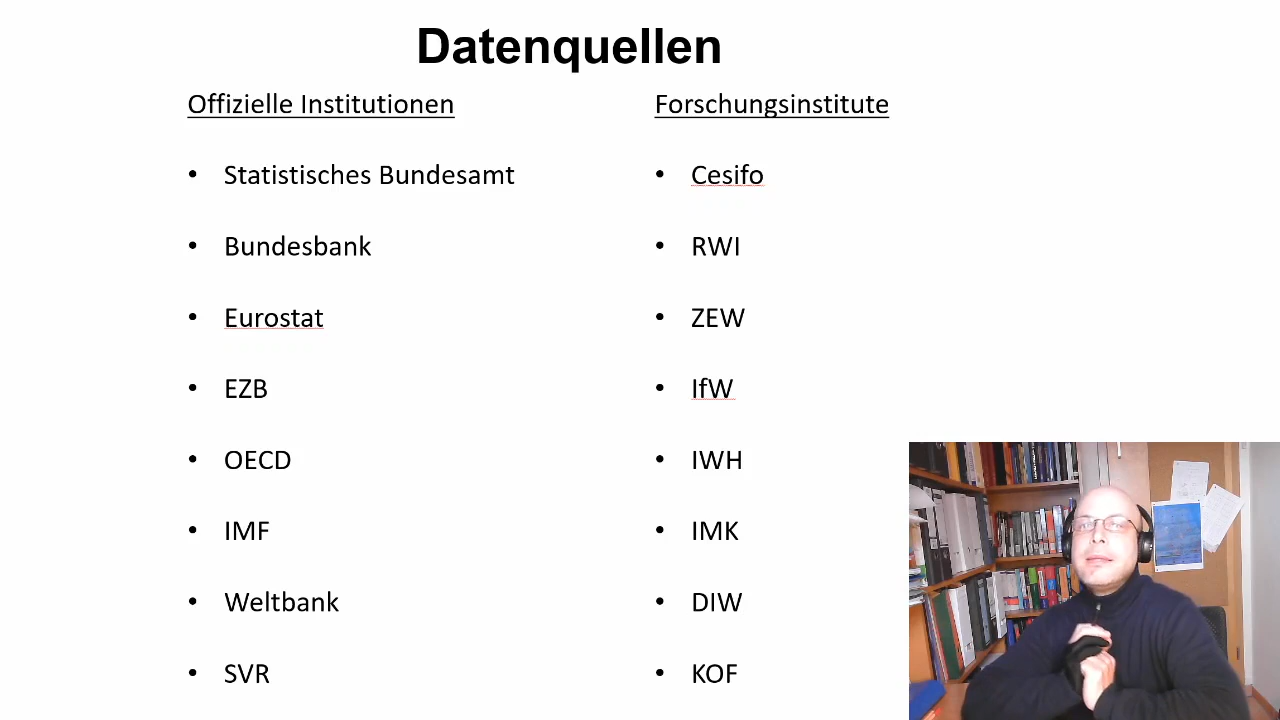 Datenquellen
Offizielle Institutionen
• Statistisches Bundesamt
• Bundesbank
• Eurostat
• EZB
• OECD
• IMF
• Weltbank
• SVR
Forschungsinstitute
• Cesifo
• RWI
• ZEW
• IfW
• IWH
• IMK
• DIW
• KOF